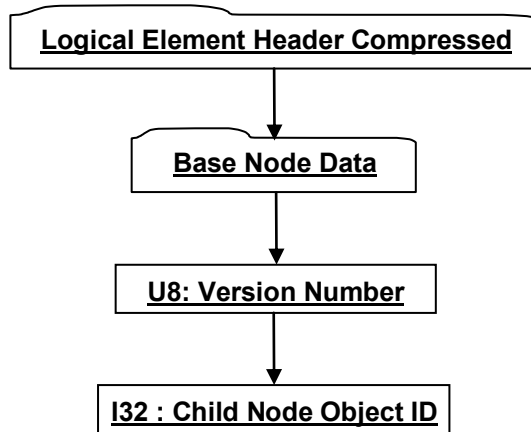 Logical Element Header Compressed
Base Node Data
U8: Version Number
I32 : Child Node Object ID